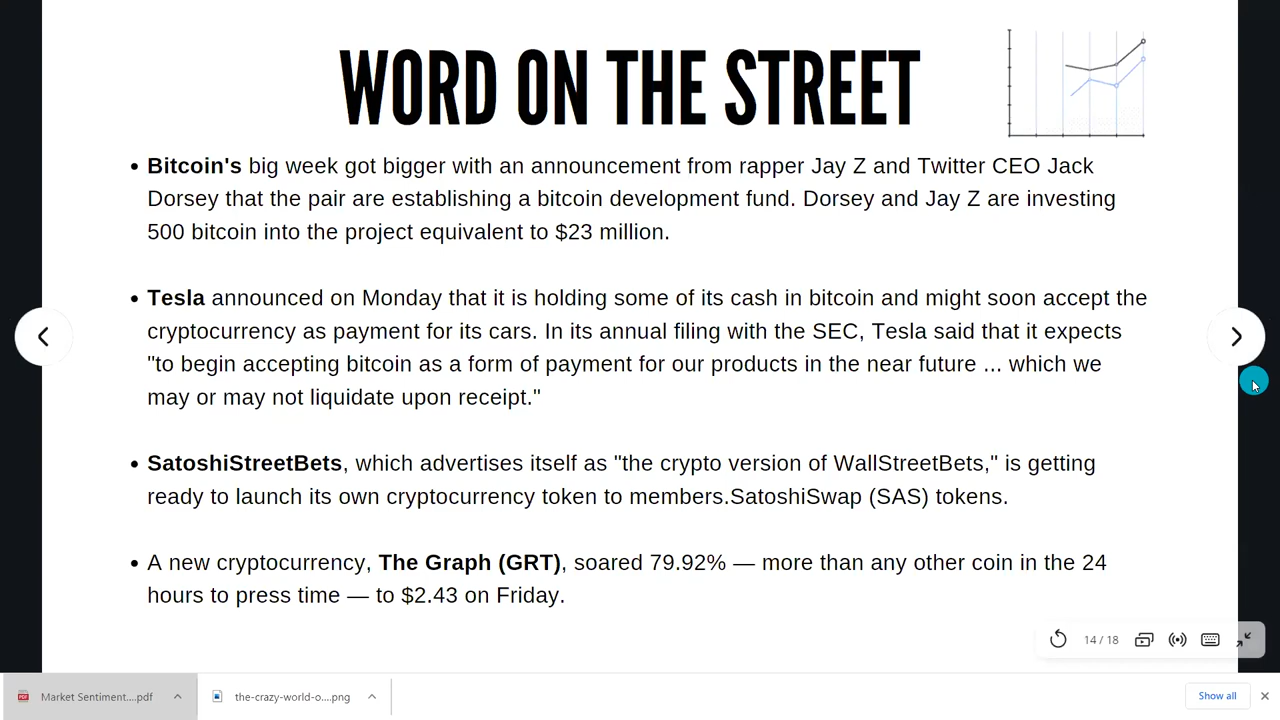 WORD ON THE STREET
Bitcoin's big week got bigger with an announcement from rapper Jay Z and Twitter CEO Jack
Dorsey that the pair are establishing a bitcoin development fund. Dorsey and Jay Z are investing
500 bitcoin into the project equivalent to $23 million.
Tesla announced on Monday that it is holding some of its cash in bitcoin and might soon accept the
cryptocurrency as payment for its cars. In its annual filing with the SEC, Tesla said that it expects
"to begin accepting bitcoin as a form of payment for our products in the near future ... which we
may or may not liquidate upon receipt."
SatoshiStreetBets, which advertises itself as "the crypto version of WallStreetBets," is getting
ready to launch its own cryptocurrency token to members.SatoshiSwap (SAS) tokens.
A new cryptocurrency, The Graph (GRT), soared 79.92% — more than any other coin in the 24
hours to press time — to $2.43 on Friday.
14 / 18
Market Sentiment....pdf
the-crazy-world-o....png
Show all